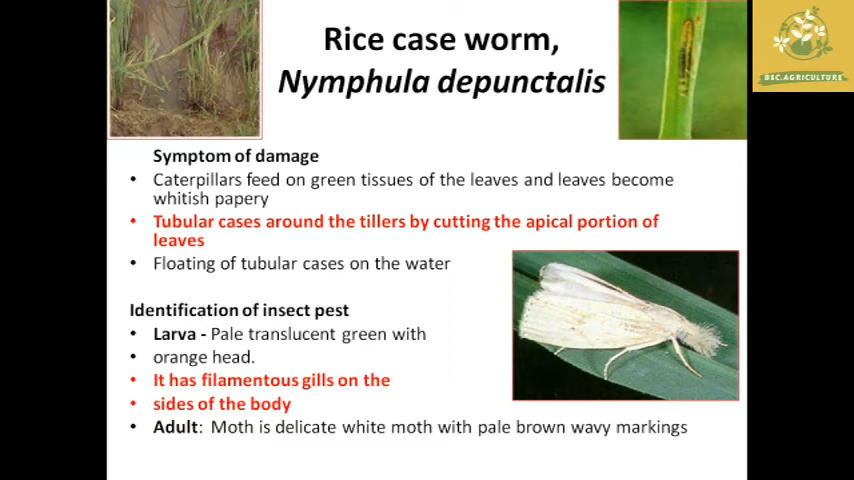 Rice case worm,
Nymphula depunctalis
BSC.AGRICULTURE
Symptom of damage
• Caterpillars feed on green tissues of the leaves and leaves become
whitish papery
• Tubular cases around the tillers by cutting the apical portion of
leaves
• Floating of tubular cases on the water
Identification of insect pest
• Larva - Pale translucent green with
• orange head.
• It has filamentous gills on the
• sides of the body
• Adult: Moth is delicate white moth with pale brown wavy markings